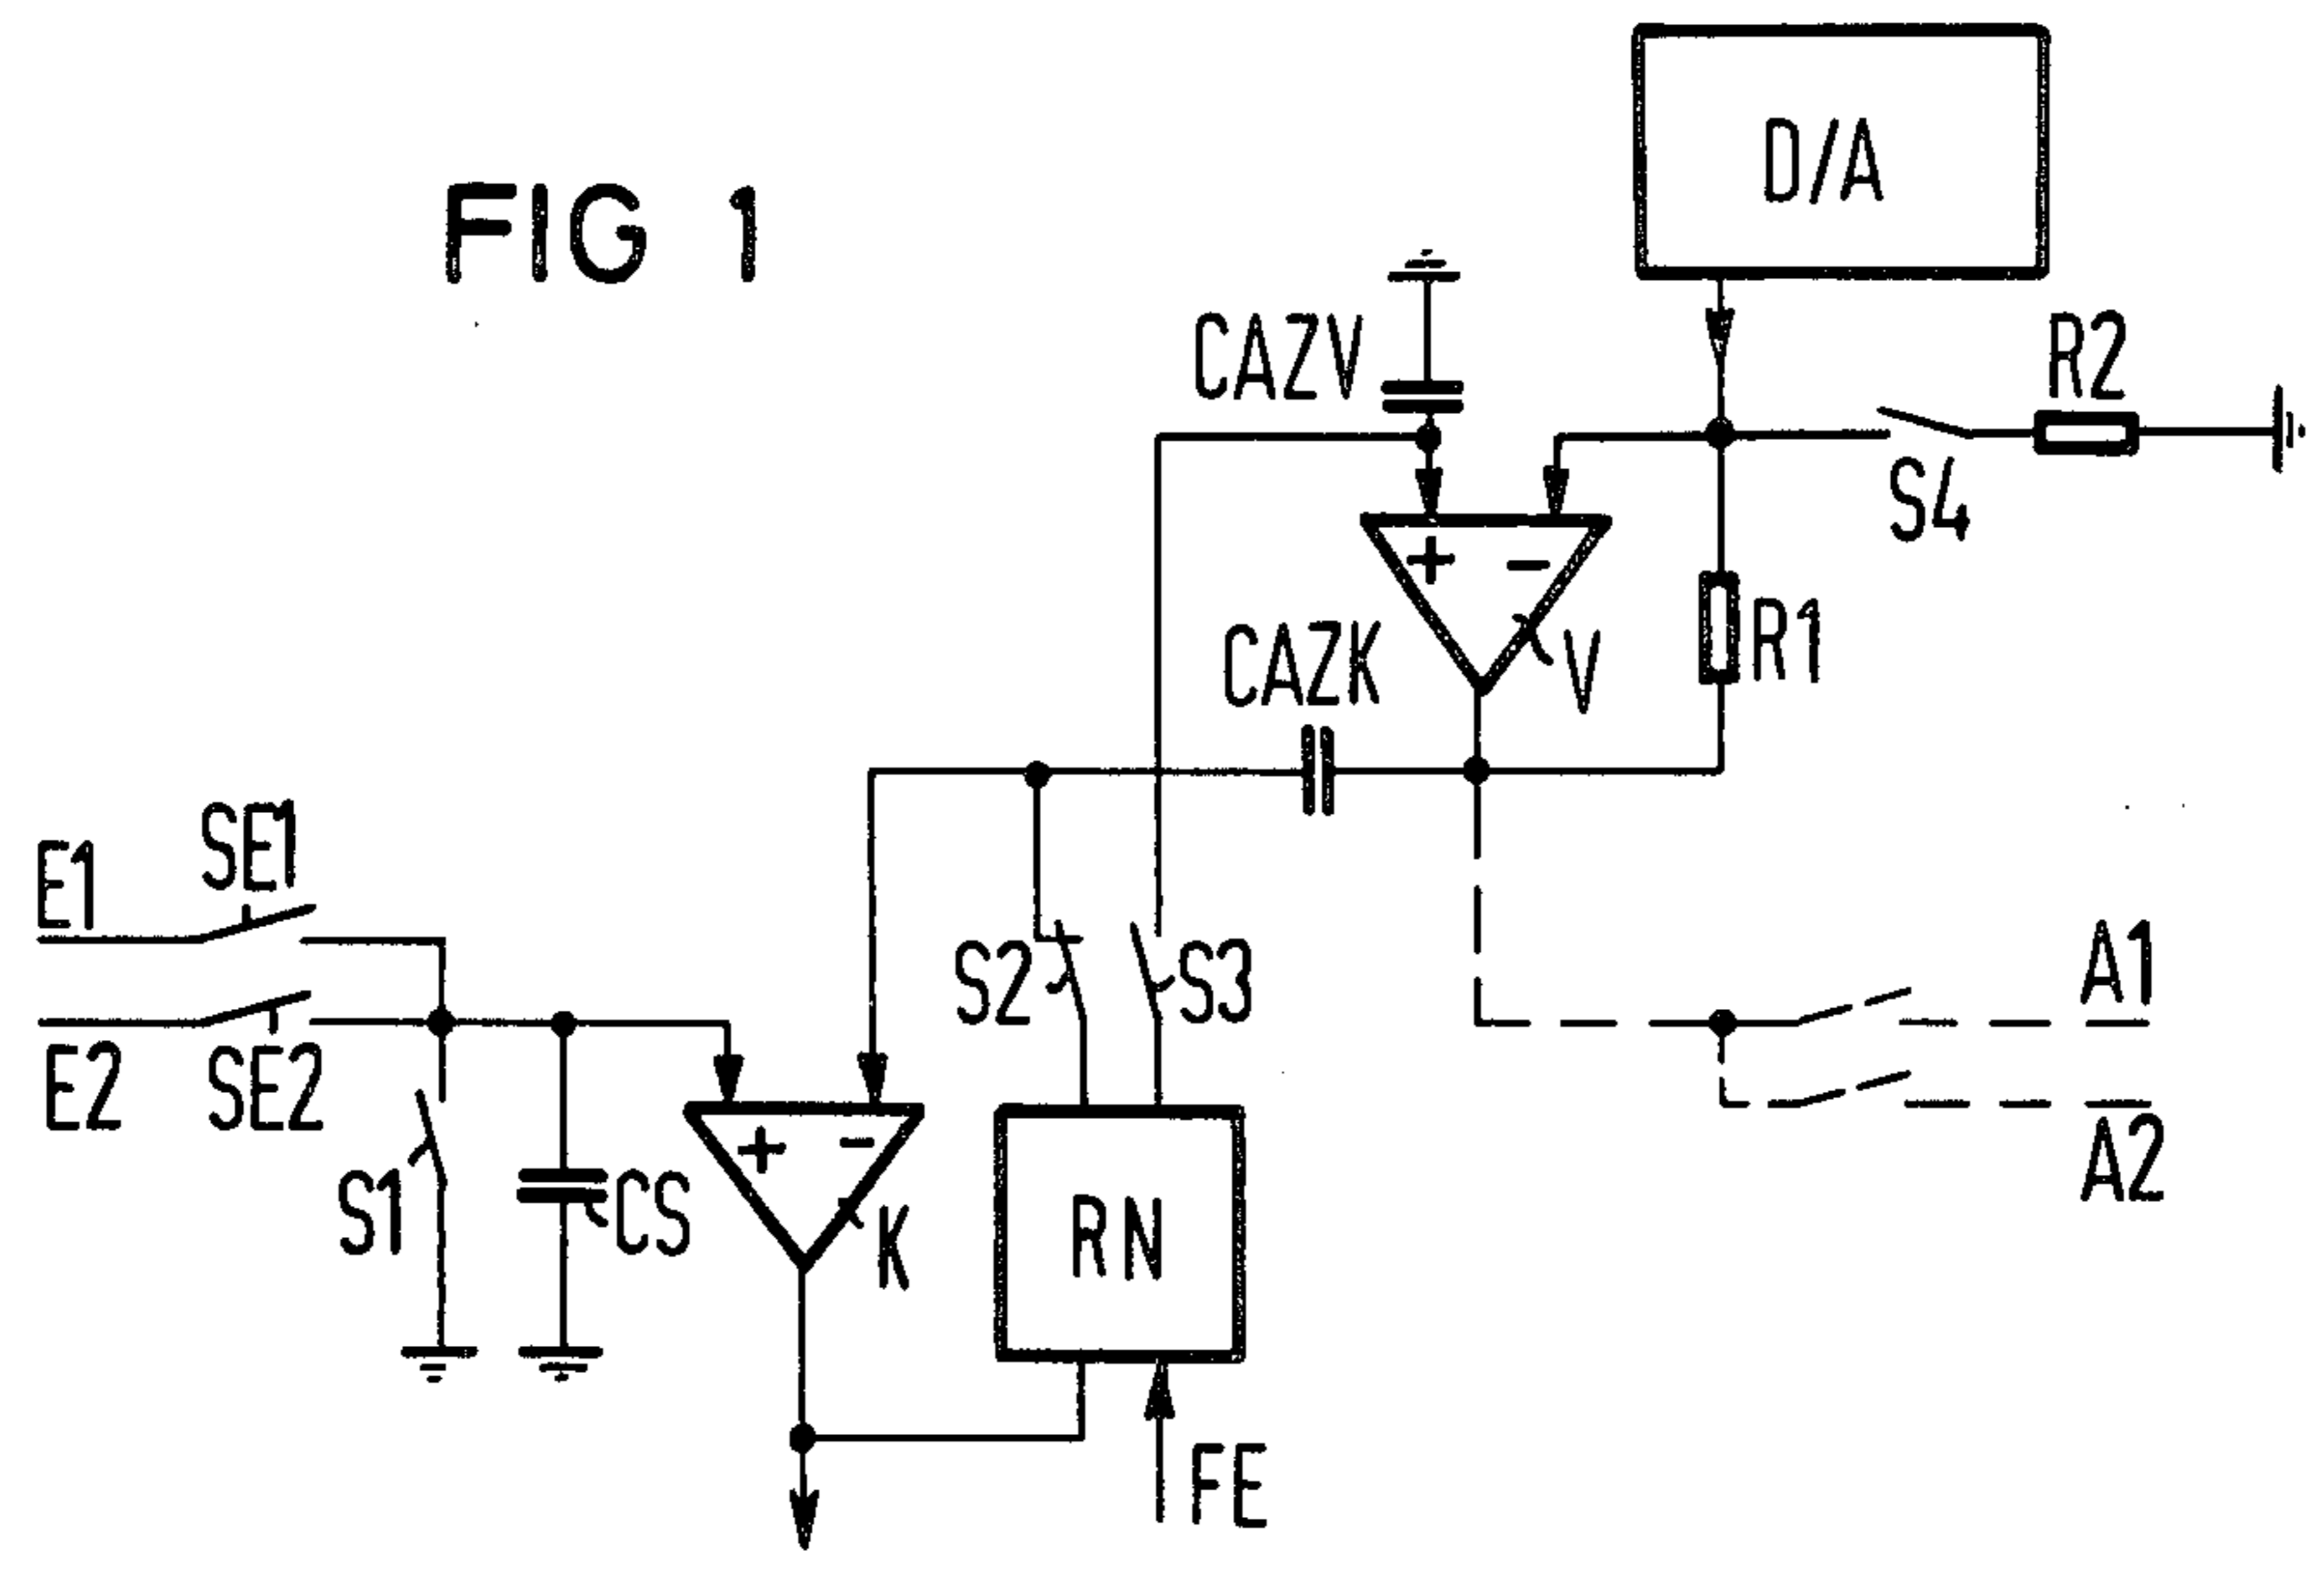 FIG 1
D/A
CAZV
R2
S4
+ -
R1
CAZK
V
SE1
E1
S2
S3
A1
E2
SE2
A2
+ -
S1
CS
K
RN
FE